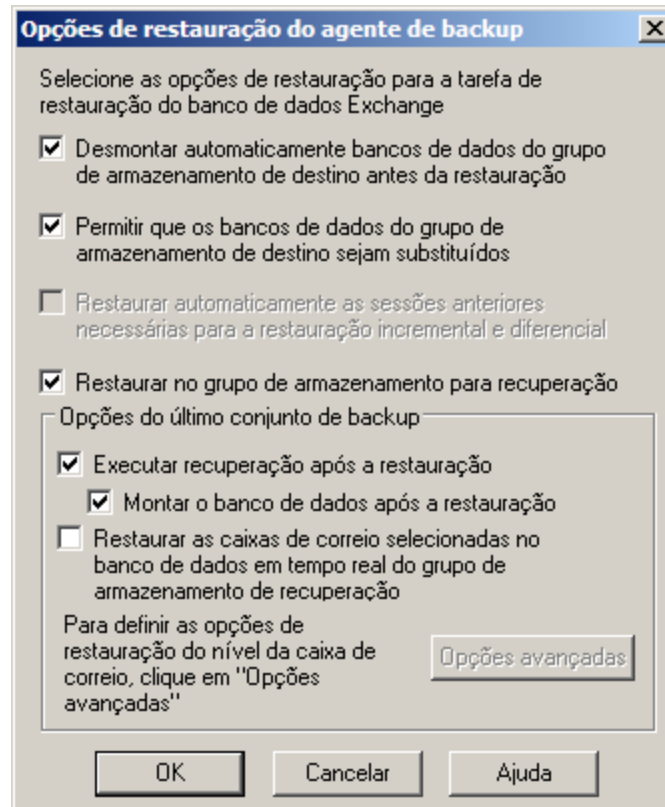 Opções de restauração do agente de backup
Selecione as opções de restauração para a tarefa de
restauração do banco de dados Exchange
Desmontar automaticamente bancos de dados do grupo
de armazenamento de destino antes da restauração
Permitir que os bancos de dados do grupo de
armazenamento de destino sejam substituídos
Restaurar automaticamente as sessões anteriores
necessárias para a restauração incremental e diferencial
Restaurar no grupo de armazenamento para recuperação
Opções do último conjunto de backup
Executar recuperação após a restauração
Montar o banco de dados após a restauração
Restaurar as caixas de correio selecionadas no
banco de dados em tempo real do grupo de
armazenamento de recuperação
Para definir as opções de
restauração do nível da caixa de
correio, clique em "Opções
avançadas"
Opções avançadas
OK
Cancelar
Ajuda